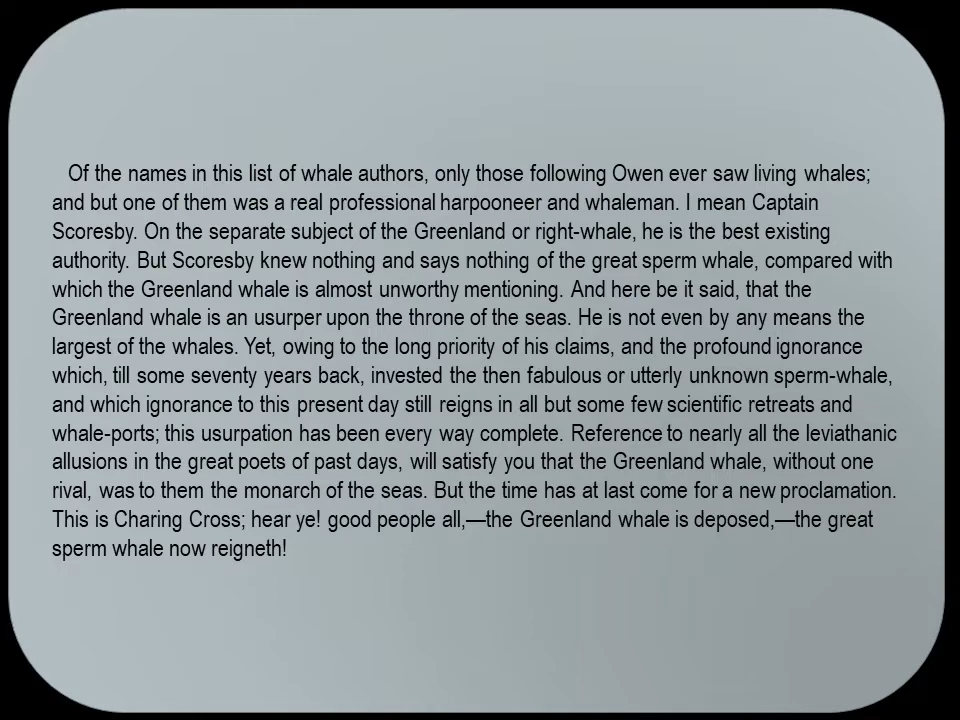 Of the names in this list of whale authors, only those following Owen ever saw living whales;
and but one of them was a real professional harpooneer and whaleman. I mean Captain
Scoresby. On the separate subject of the Greenland or right-whale, he is the best existing
authority. But Scoresby knew nothing and says nothing of the great sperm whale, compared with
which the Greenland whale is almost unworthy mentioning. And here be it said, that the
Greenland whale is an usurper upon the throne of the seas. He is not even by any means the
largest of the whales. Yet, owing to the long priority of his claims, and the profound ignorance
which, till some seventy years back, invested the then fabulous or utterly unknown sperm-whale,
and which ignorance to this present day still reigns in all but some few scientific retreats and
whale-ports; this usurpation has been every way complete. Reference to nearly all the leviathanic
allusions in the great poets of past days, will satisfy you that the Greenland whale, without one
rival, was to them the monarch of the seas. But the time has at last come for a new proclamation.
This is Charing Cross; hear ye! good people all,—the Greenland whale is deposed,—the great
sperm whale now reigneth!